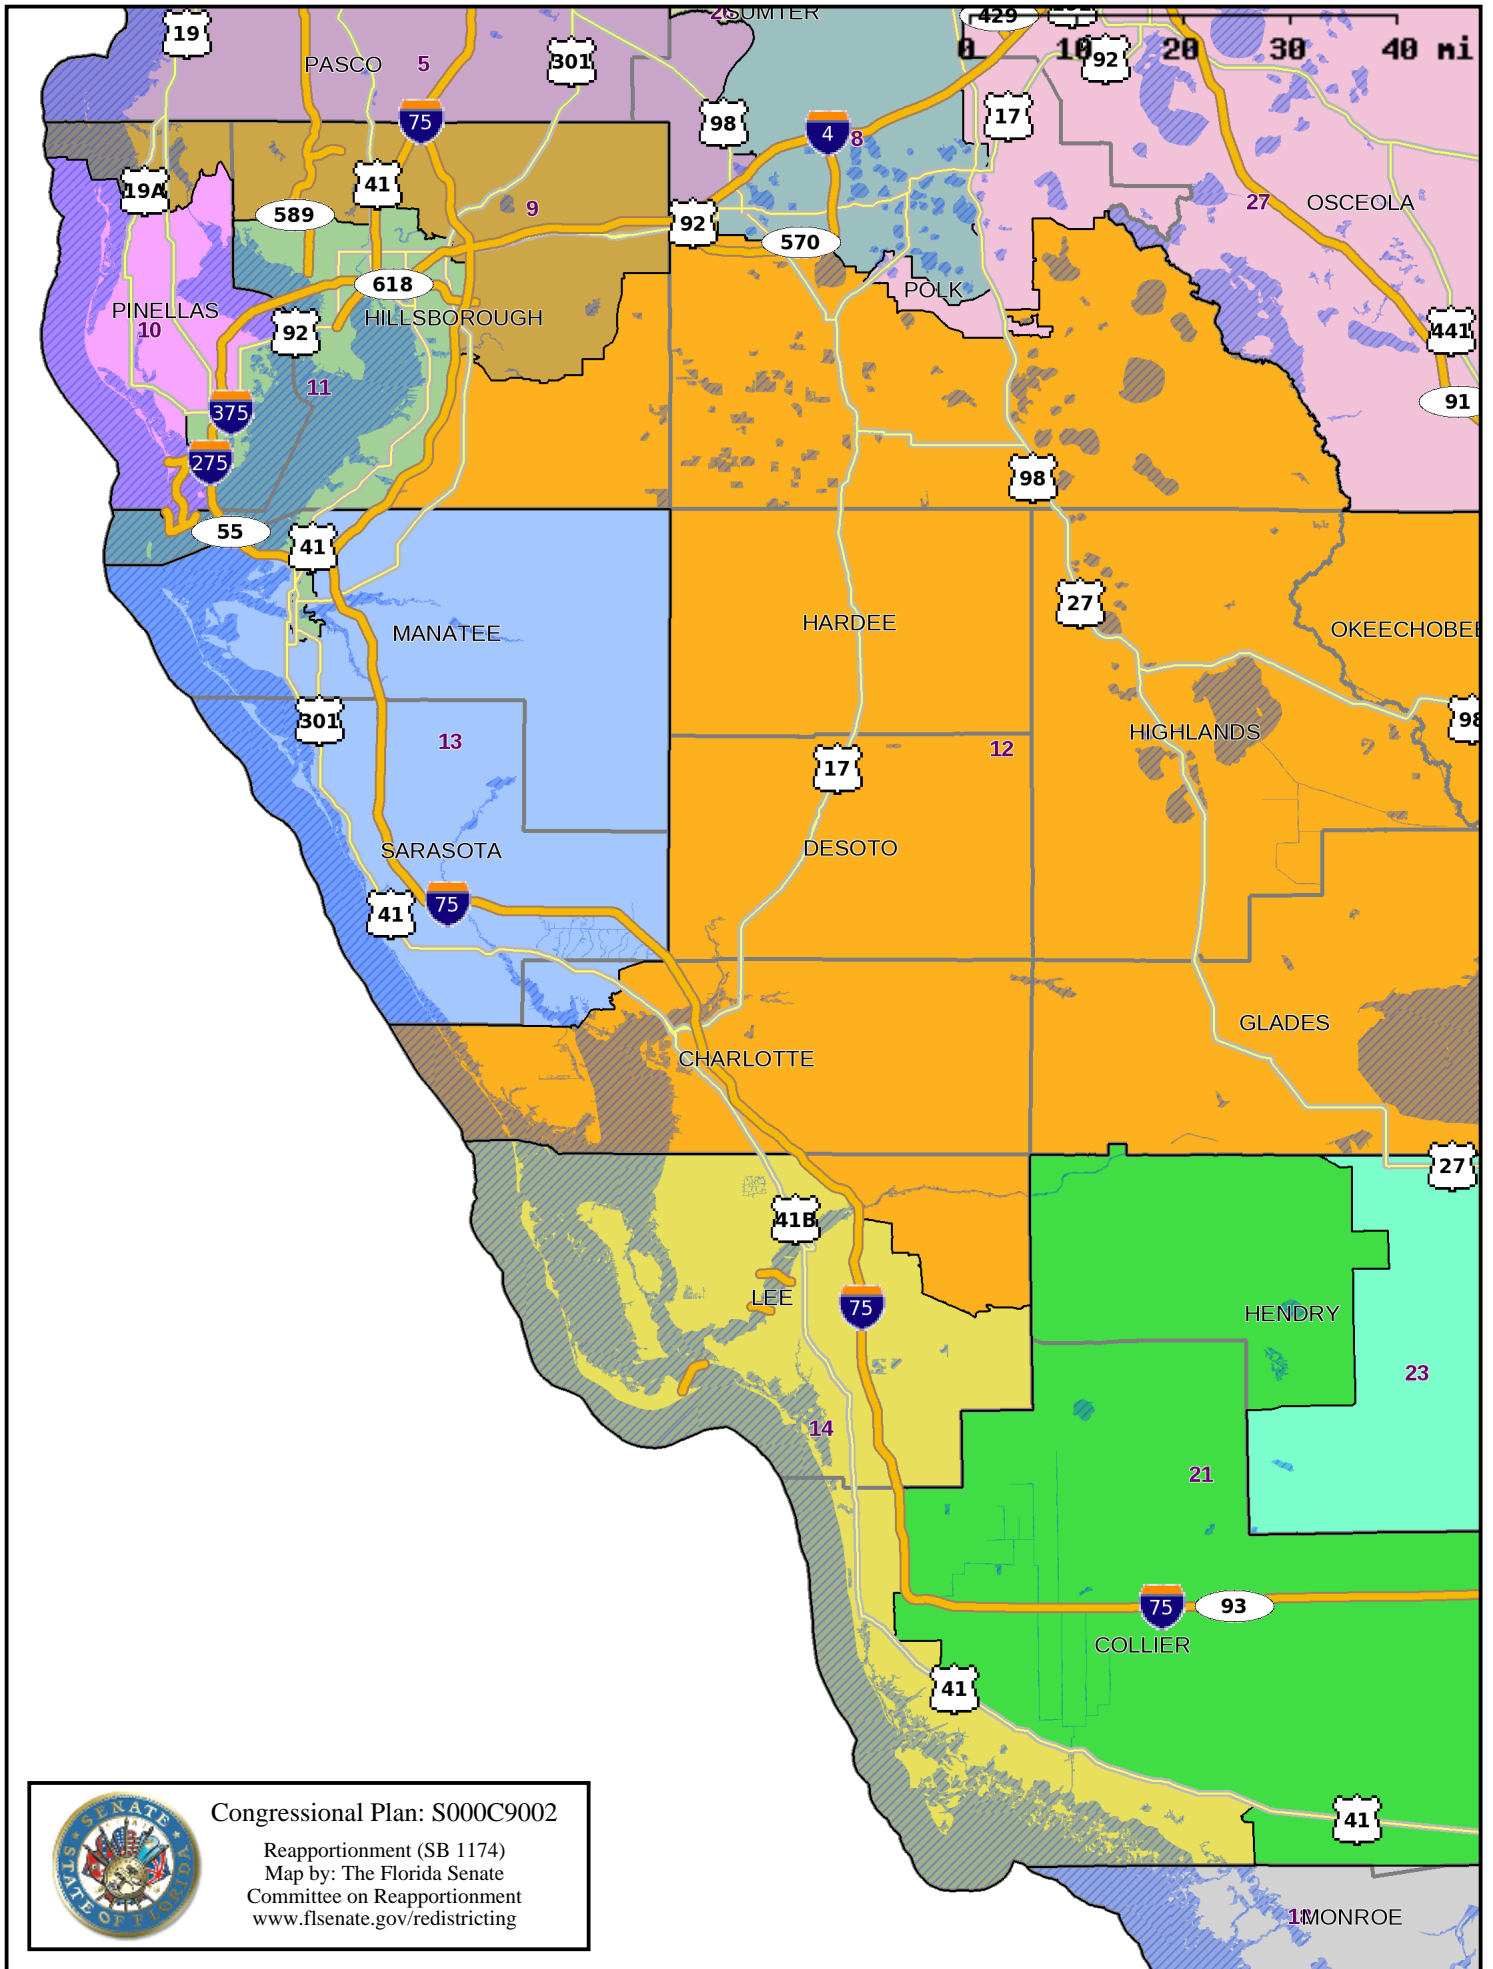 SUMTER
429
19
0 10 20 30 40 mi
PASCO
5
301
92
98
17
75
4
8
41
19A
589
9
27
OSCEOLA
92
570
618
POLK
PINELLAS
10
92
HILLSBOROUGH
441
11
91
375
275
98
55
41
27
HARDEE
MANATEE
OKEECHOBEE
301
98
13
12
HIGHLANDS
17
SARASOTA
DESOTO
75
41
GLADES
CHARLOTTE
27
41B
LEE
75
HENDRY
23
14
21
75
93
COLLIER
41
41
MONROE
SENATE
STATE OF FLORIDA
Congressional Plan: S000C9002
Reapportionment (SB 1174)
Map by: The Florida Senate
Committee on Reapportionment
www.flsenate.gov/redistricting